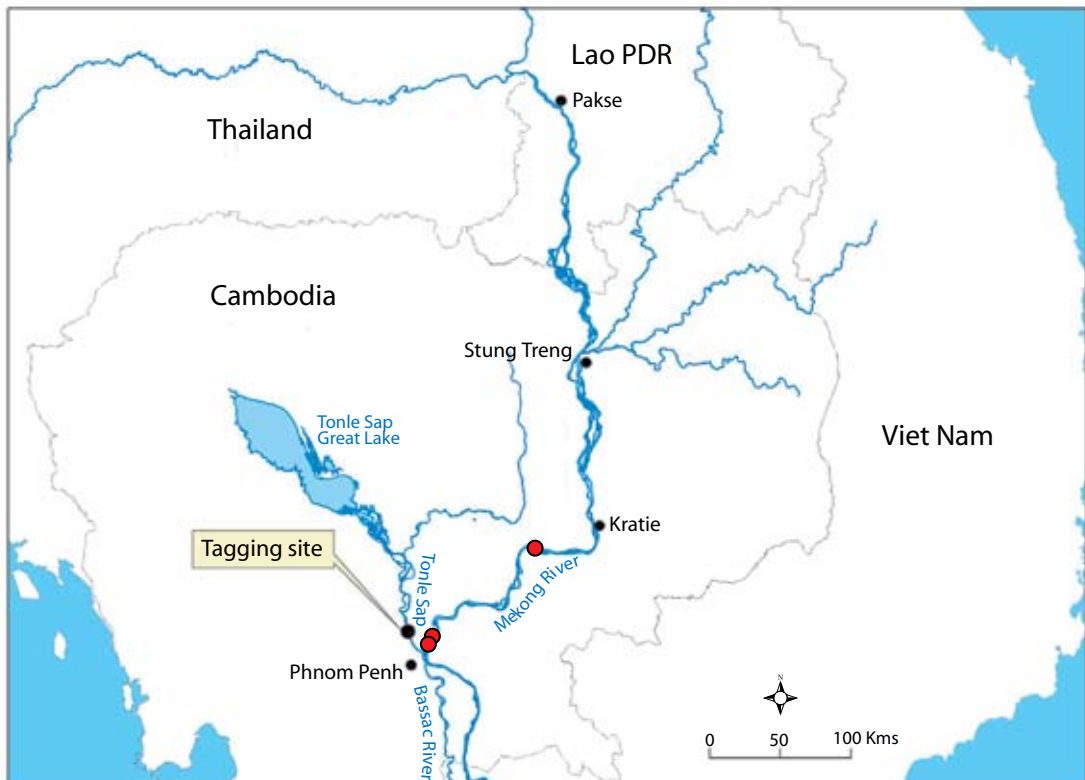 Lao PDR
Pakse
Thailand
Cambodia
Stung Treng
Tonle Sap
Great Lake
Viet Nam
Kratie
Tagging site
Tonle Sap
Mekong River
Phnom Penh
Bassac River
N
0 50 100 Kms